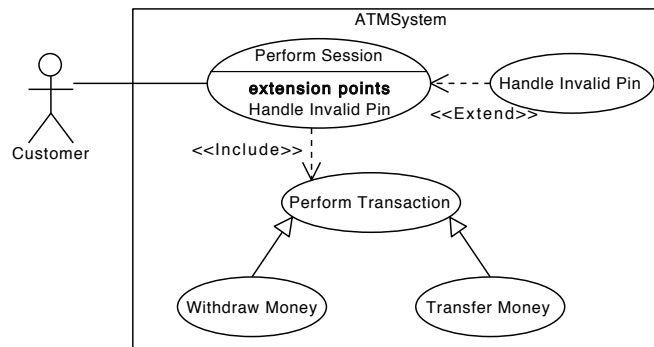 ATMSystem
Perform Session
extension points
Handle Invalid Pin
Handle Invalid Pin
<<Extend>>
Customer
<<Include>>
Perform Transaction
Withdraw Money
Transfer Money